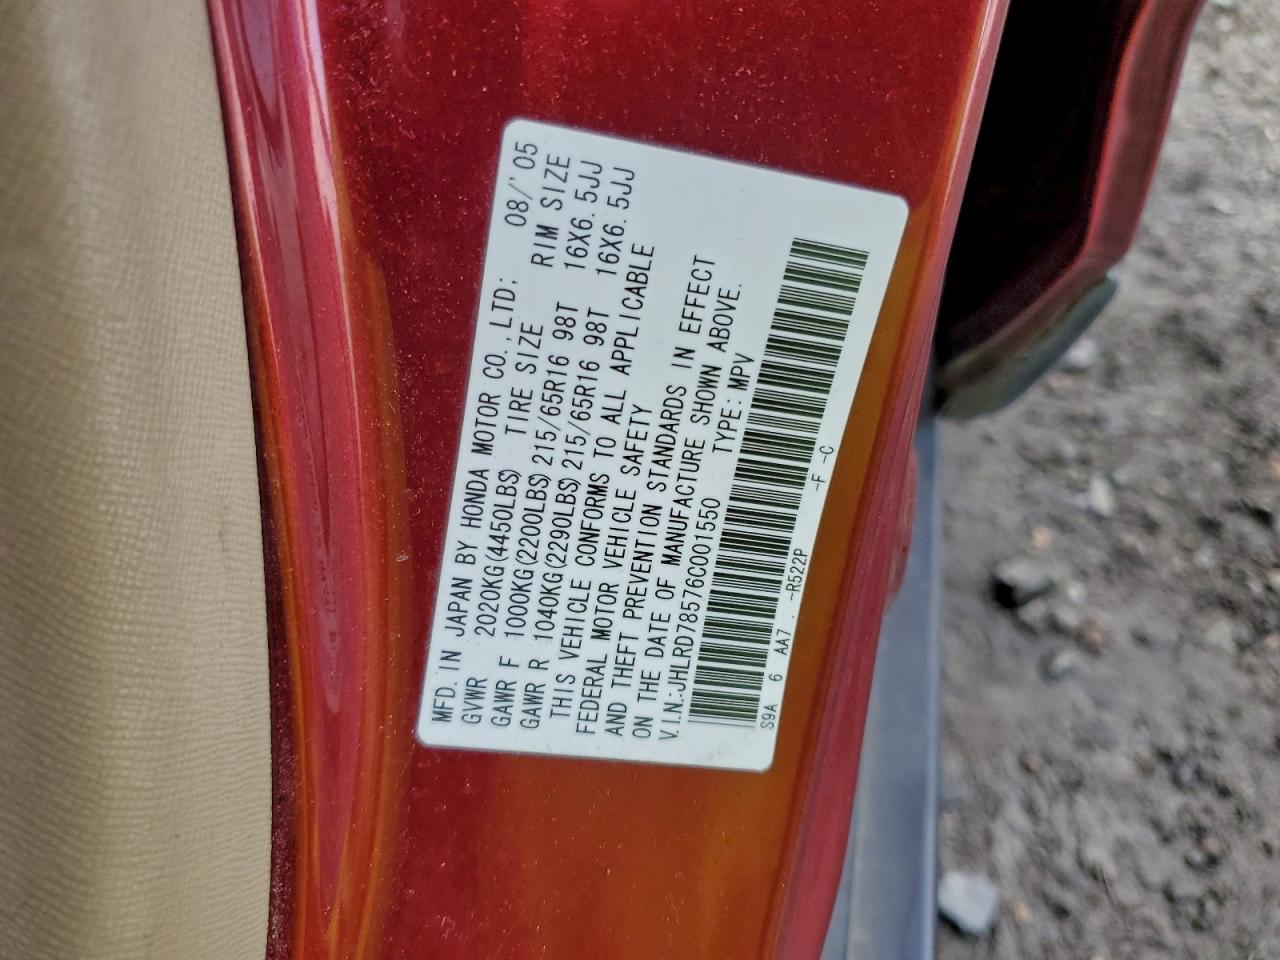 MFD. IN JAPAN BY HONDA MOTOR CO., LTD; 08/'05
GVWR 2020KG(4450LBS) TIRE SIZE RIM SIZE
GAWR F 1000KG(2200LBS) 215/65R16 98T 16X6.5JJ
GAWR R 1040KG(2290LBS) 215/65R16 98T 16X6.5JJ
THIS VEHICLE CONFORMS TO ALL APPLICABLE
FEDERAL MOTOR VEHICLE SAFETY
AND THEFT PREVENTION STANDARDS IN EFFECT
ON THE DATE OF MANUFACTURE SHOWN ABOVE.
V.I.N.:JHLRD78576C001550 TYPE:MPV
S9A 6 AA7 . -R522P -F -C